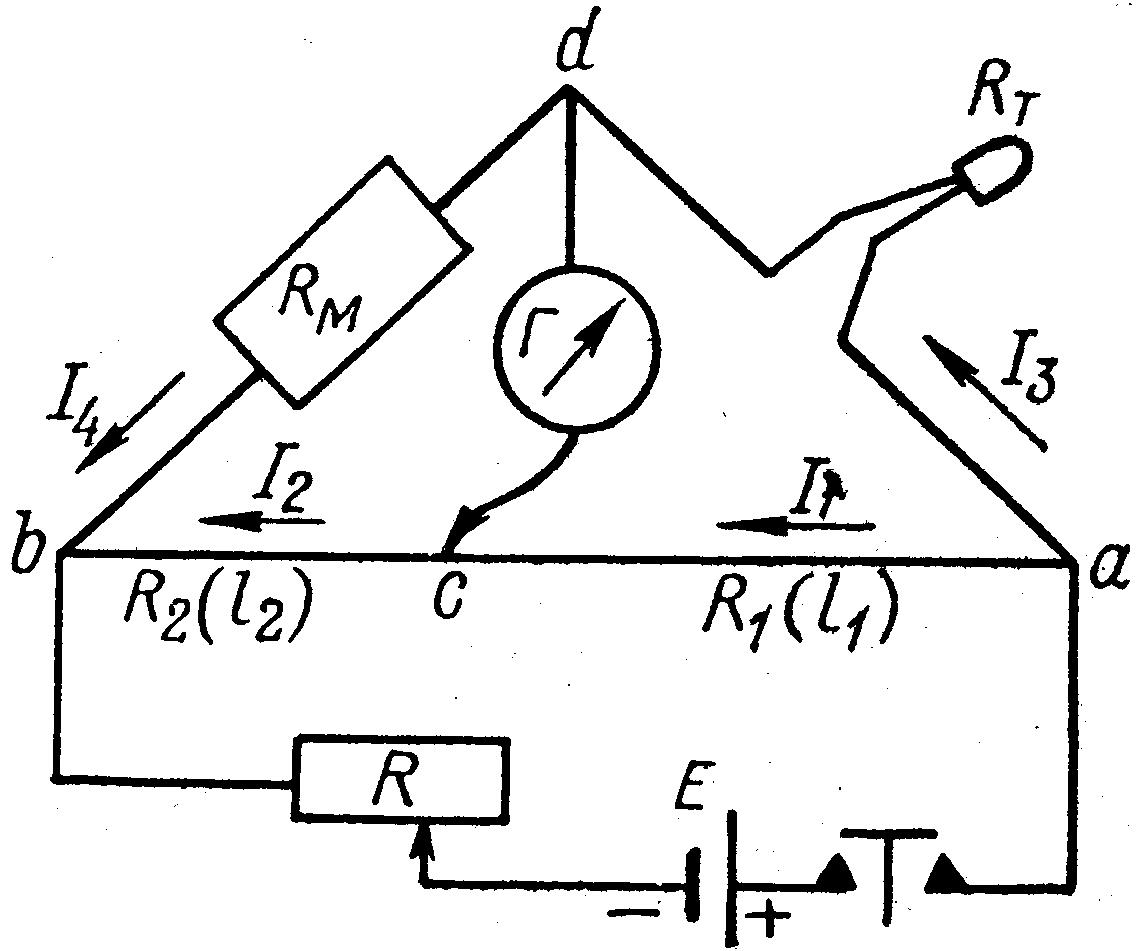 d
R_T
R_M
Г
I_3
I_4
I_2
I_1
b
a
R_2(l_2)
c
R_1(l_1)
R
E
− +